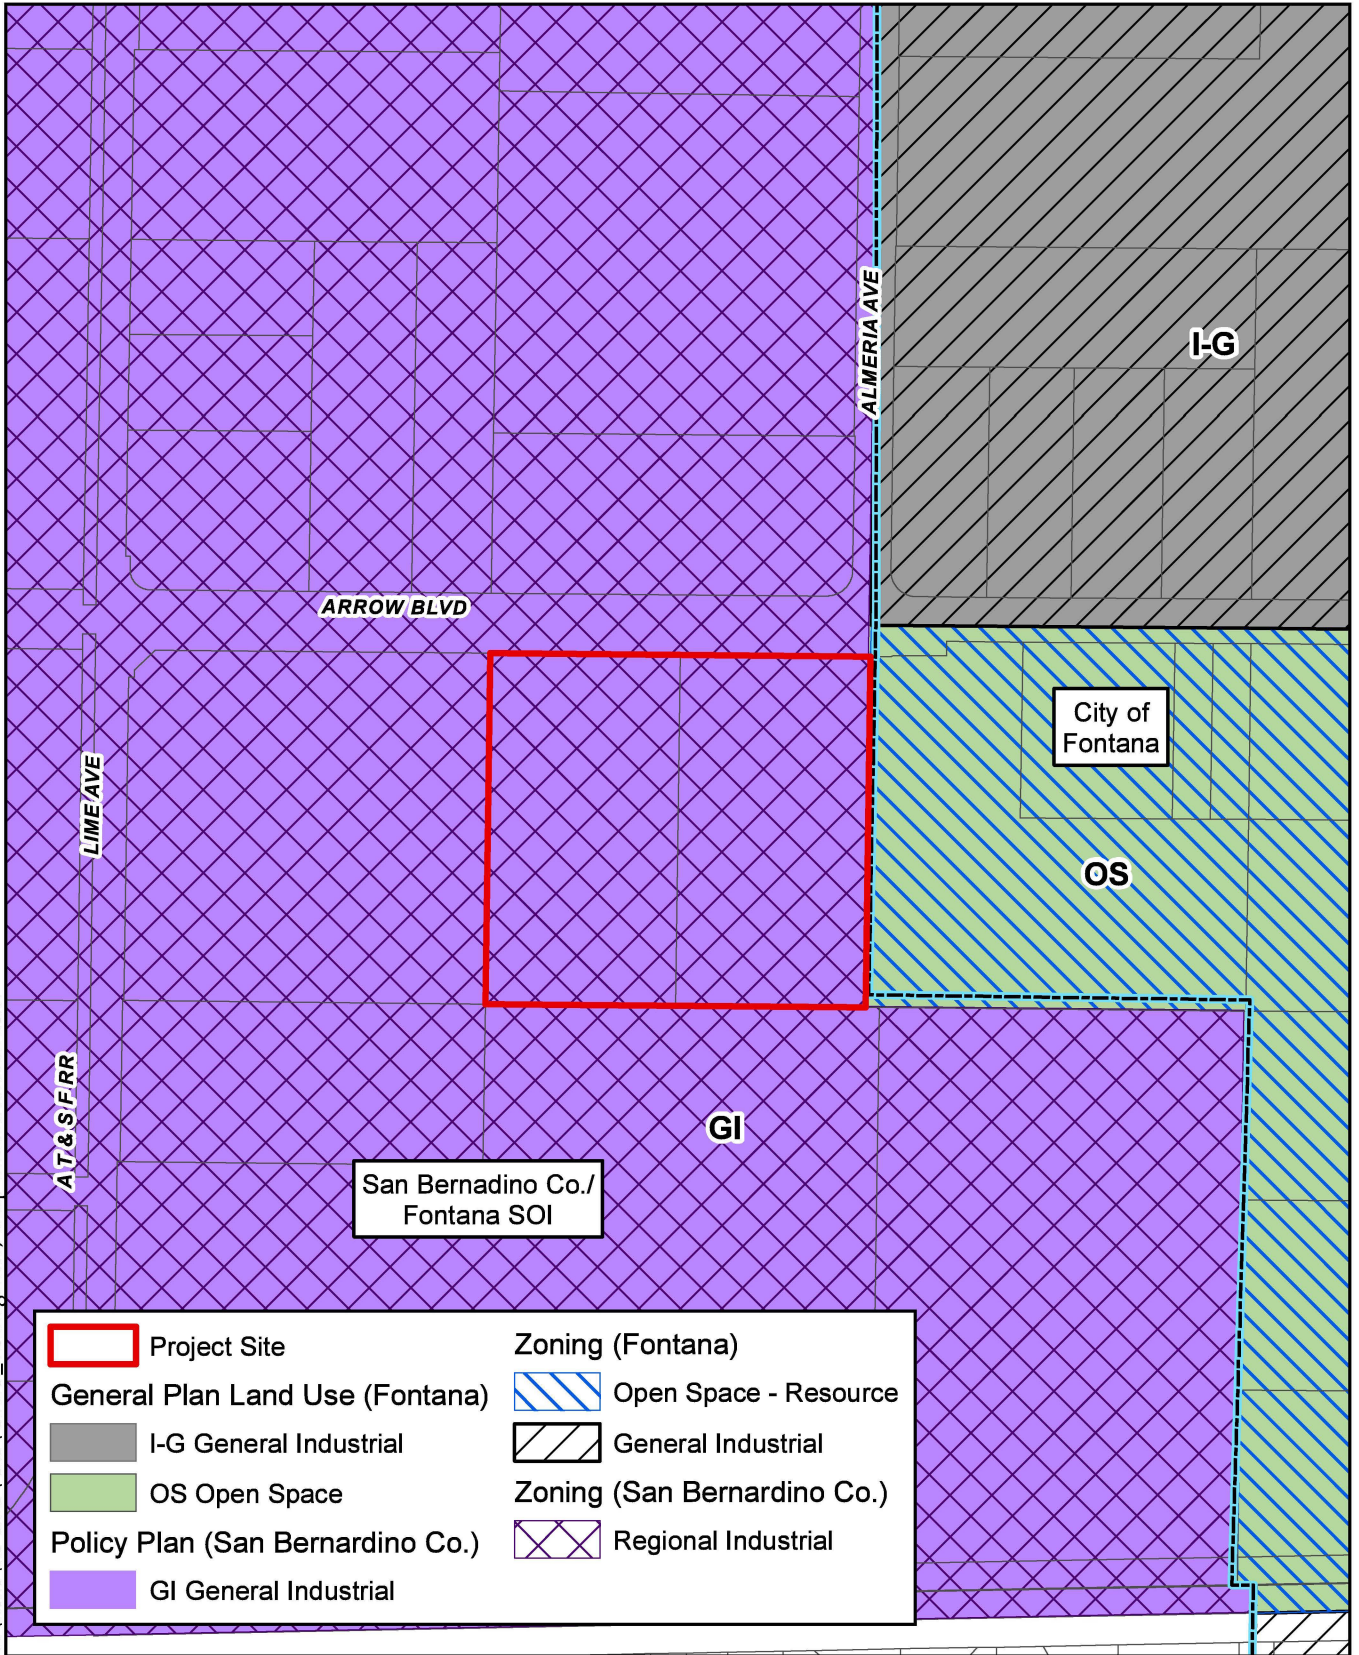 ALMERIA AVE
I-G
ARROW BLVD
City of
Fontana
LIME AVE
OS
A T & S F RR
GI
San Bernadino Co./
Fontana SOI
Project Site
General Plan Land Use (Fontana)
I-G General Industrial
OS Open Space
Policy Plan (San Bernardino Co.)
GI General Industrial
Zoning (Fontana)
Open Space - Resource
General Industrial
Zoning (San Bernardino Co.)
Regional Industrial